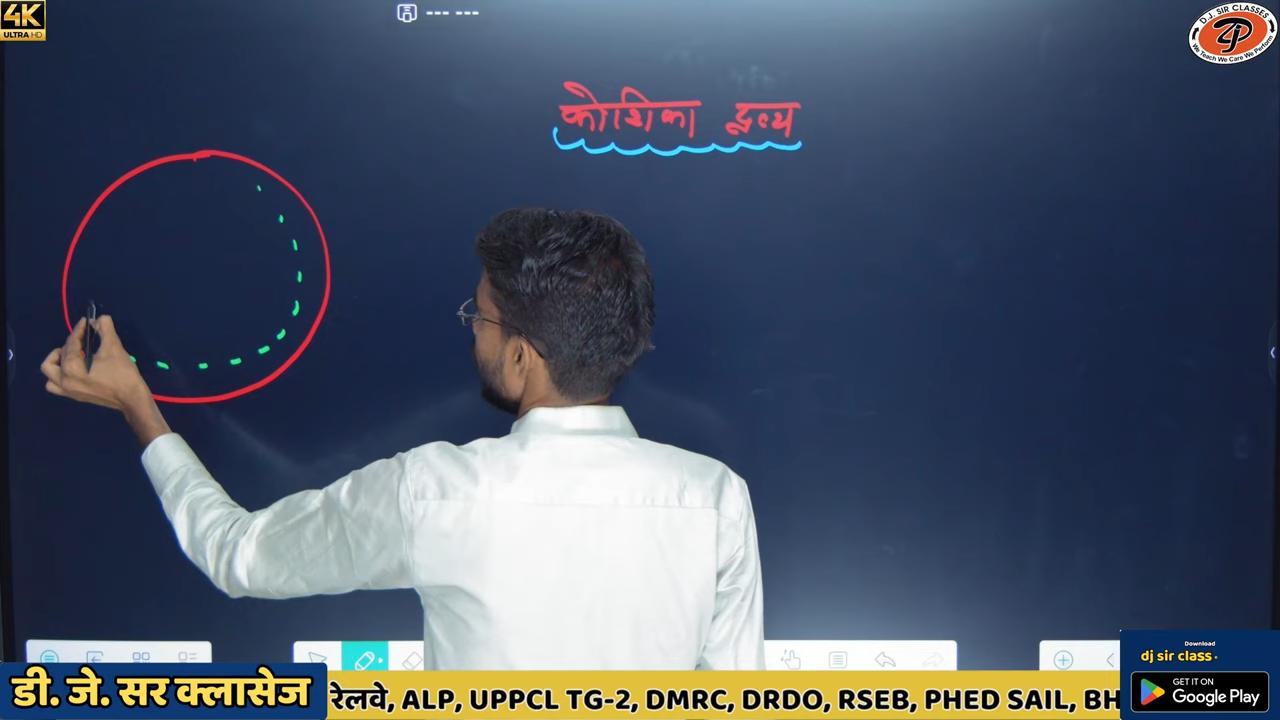 4K
ULTRA HD
D.J. SIR CLASSES
We Teach We Care We Perform
कोशिका द्रव्य
Download
dj sir class
GET IT ON
Google Play
डी. जे. सर क्लासेज
रेलवे, ALP, UPPCL TG-2, DMRC, DRDO, RSEB, PHED SAIL, BH